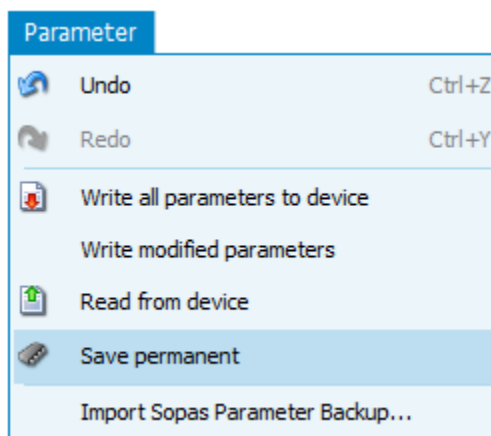 Parameter
Undo Ctrl+Z
Redo Ctrl+Y
Write all parameters to device
Write modified parameters
Read from device
Save permanent
Import Sopas Parameter Backup...